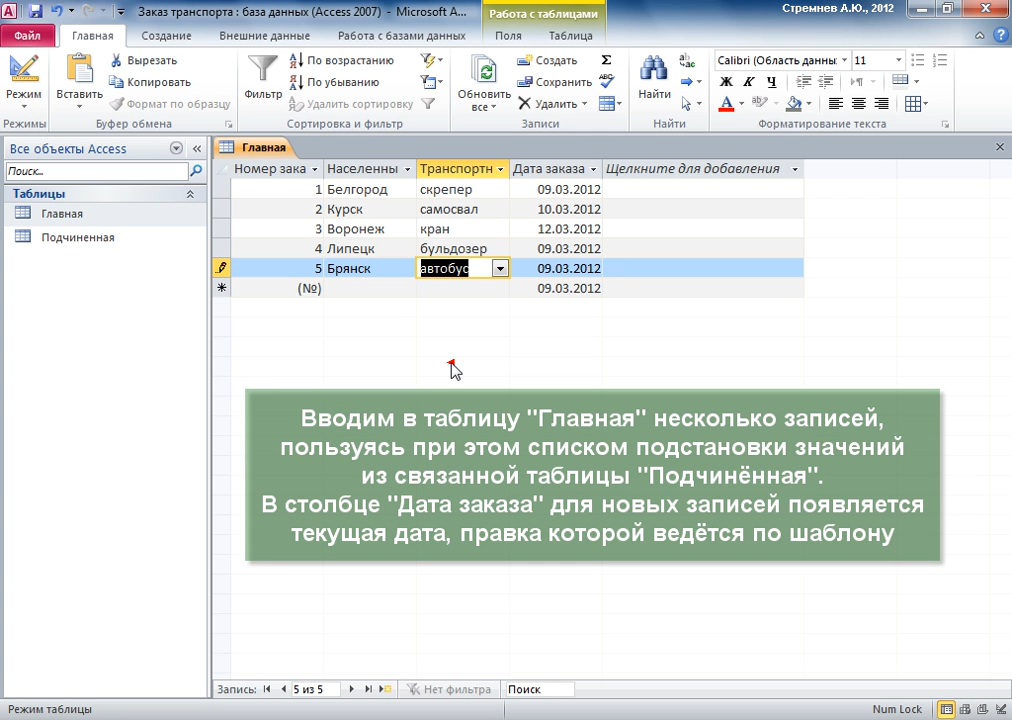 Заказ транспорта : база данных (Access 2007) - Microsoft A...
Работа с таблицами
Стремнев А.Ю., 2012
Файл Главная Создание Внешние данные Работа с базами данных Поля Таблица
Режим
Режимы
Вставить
Вырезать
Копировать
Формат по образцу
Буфер обмена
Фильтр
По возрастанию
По убыванию
Удалить сортировку
Сортировка и фильтр
Обновить все
Создать
Сохранить
Удалить
Записи
Найти
Найти
Calibri (Область данны: 11
Ж К Ч
Форматирование текста
Все объекты Access
Поиск...
Таблицы
Главная
Подчиненная
Главная
Номер зака Населенны Транспортн Дата заказа Щелкните для добавления
1 Белгород скрепер 09.03.2012
2 Курск самосвал 10.03.2012
3 Воронеж кран 12.03.2012
4 Липецк бульдозер 09.03.2012
5 Брянск автобус 09.03.2012
(№) 09.03.2012
Вводим в таблицу "Главная" несколько записей,
пользуясь при этом списком подстановки значений
из связанной таблицы "Подчинённая".
В столбце "Дата заказа" для новых записей появляется
текущая дата, правка которой ведётся по шаблону
Запись: 5 из 5 Нет фильтра Поиск
Режим таблицы
Num Lock